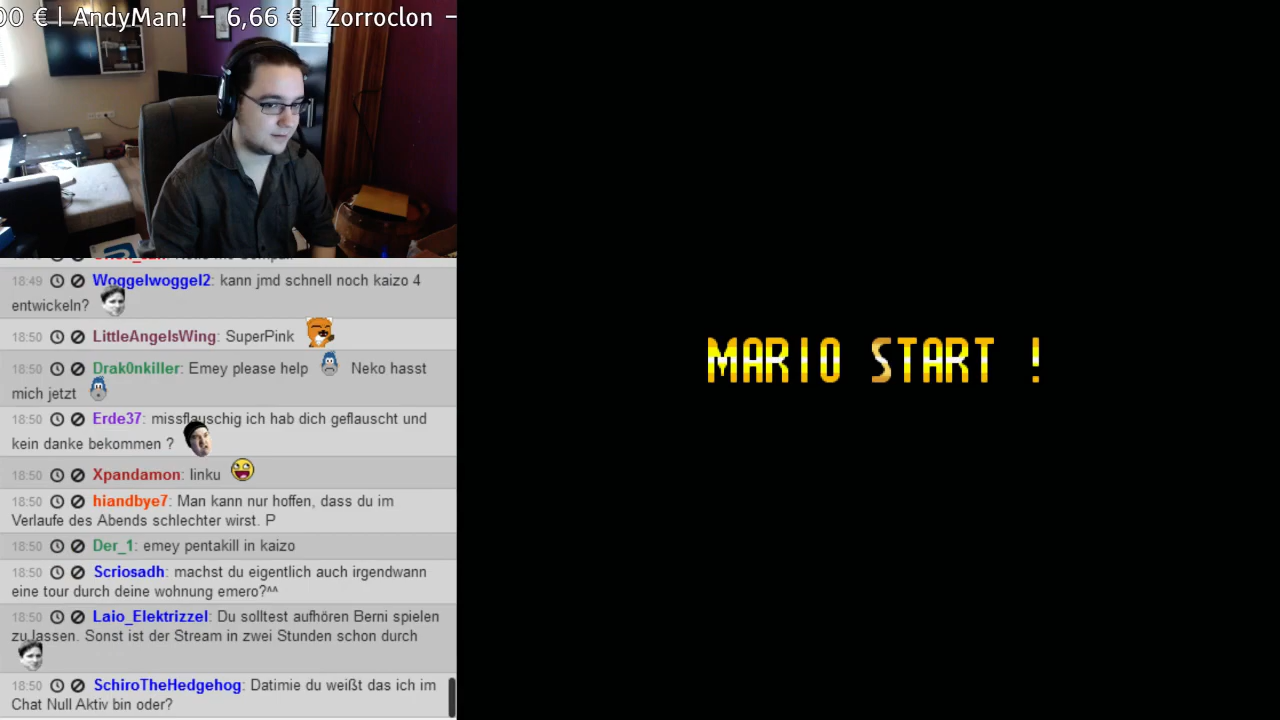 00 € | AndyMan! – 6,66 € | Zorroclon –
18:49 Woggelwoggel2: kann jmd schnell noch kaizo 4
entwickeln?
18:50 LittleAngelsWing: SuperPink
18:50 Drak0nkiller: Emey please help Neko hasst
mich jetzt
18:50 Erde37: missflauschig ich hab dich geflauscht und
kein danke bekommen ?
18:50 Xpandamon: linku
18:50 hiandbye7: Man kann nur hoffen, dass du im
Verlaufe des Abends schlechter wirst. P
18:50 Der_1: emey pentakill in kaizo
18:50 Scriosadh: machst du eigentlich auch irgendwann
eine tour durch deine wohnung emero?^^
18:50 Laio_Elektrizzel: Du solltest aufhören Berni spielen
zu lassen. Sonst ist der Stream in zwei Stunden schon durch
18:50 SchiroTheHedgehog: Datimie du weißt das ich im
Chat Null Aktiv bin oder?
MARIO START !